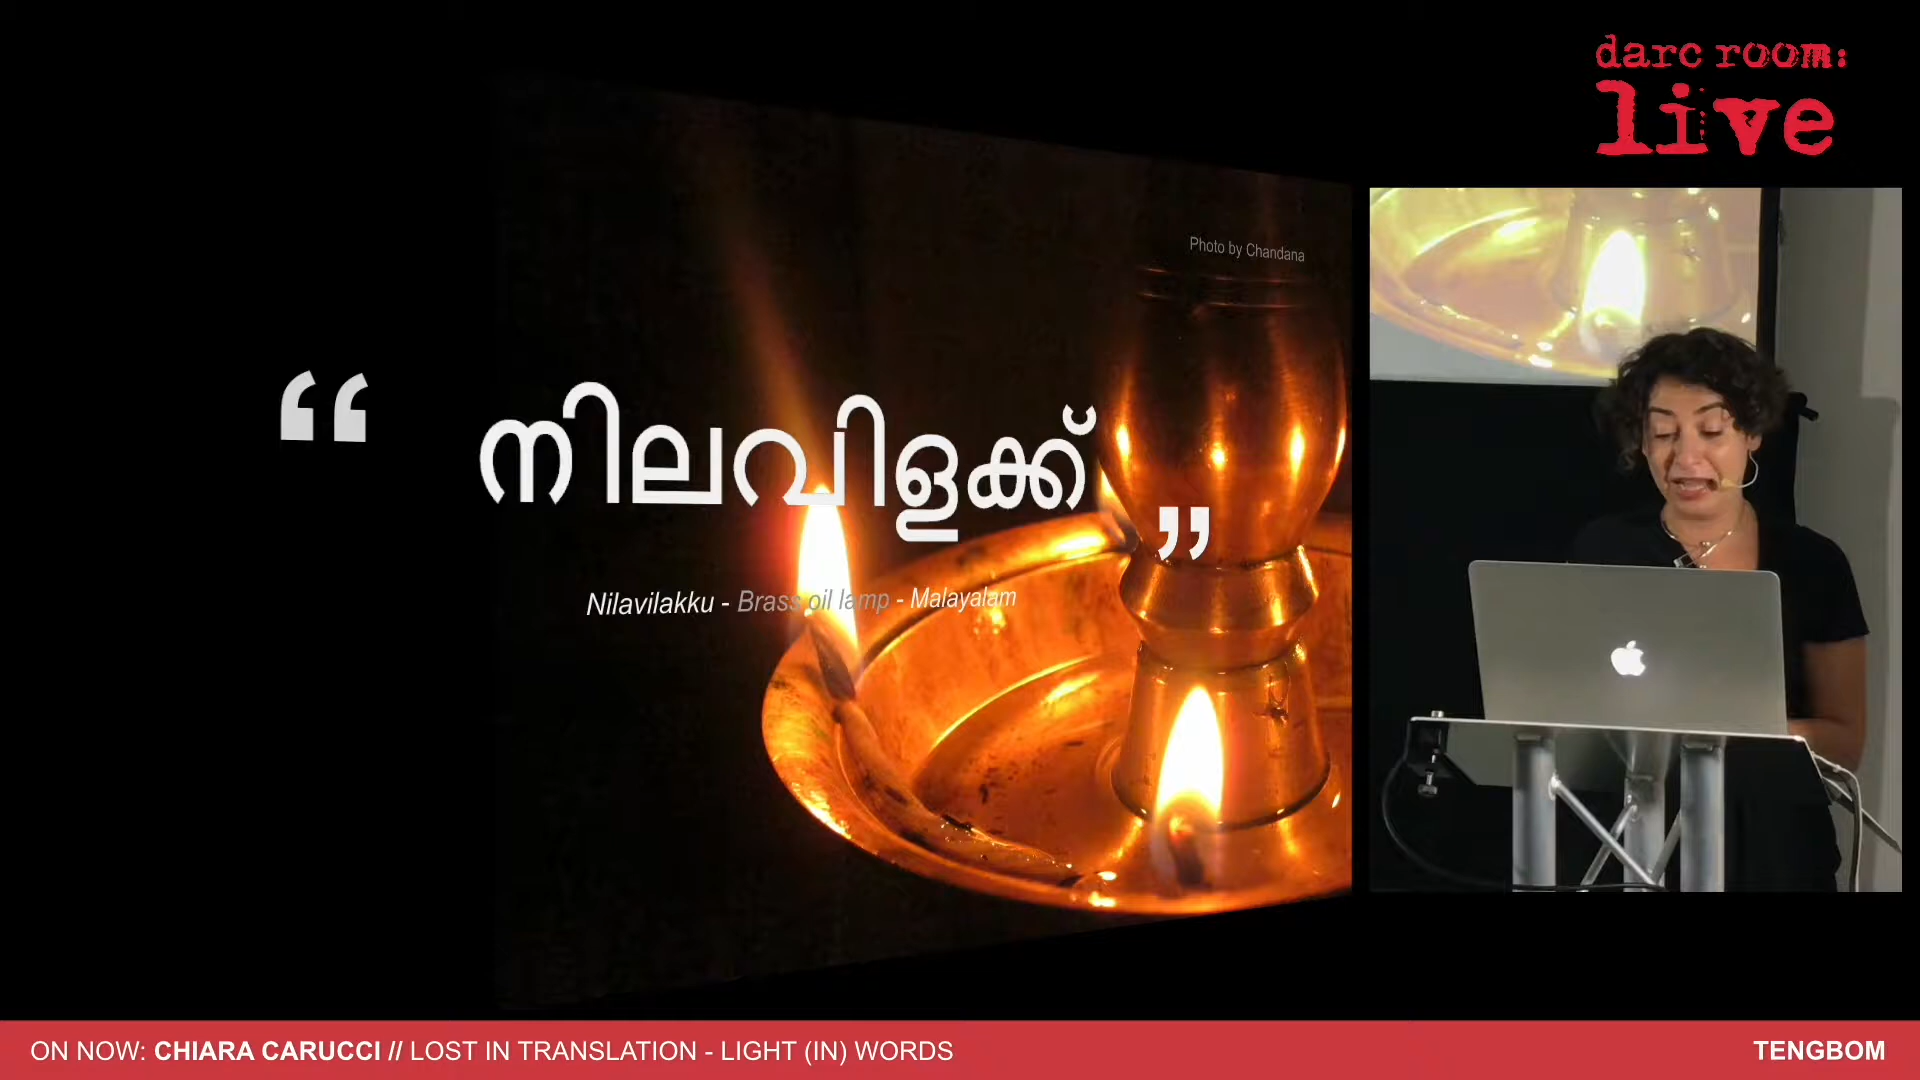 darc room:
live
Photo by Chandana
“ നിലവിളക്ക് ”
Nilavilakku - Brass oil lamp - Malayalam
ON NOW: CHIARA CARUCCI // LOST IN TRANSLATION - LIGHT (IN) WORDS
TENGBOM